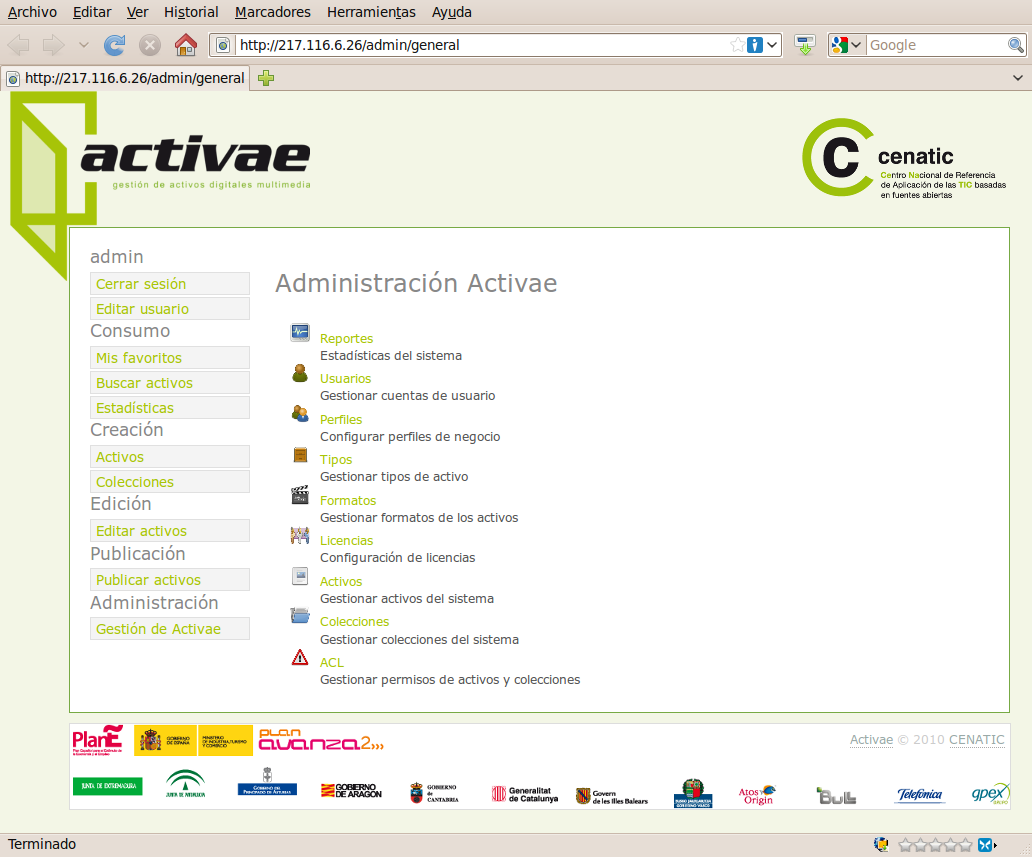 Archivo Editar Ver Historial Marcadores Herramientas Ayuda
http://217.116.6.26/admin/general
Google
http://217.116.6.26/admin/general
activae
gestión de activos digitales multimedia
C cenatic
Centro Nacional de Referencia
de Aplicación de las TIC basadas
en fuentes abiertas
admin
Cerrar sesión
Editar usuario
Consumo
Mis favoritos
Buscar activos
Estadísticas
Creación
Activos
Colecciones
Edición
Editar activos
Publicación
Publicar activos
Administración
Gestión de Activae
Administración Activae
Reportes
Estadísticas del sistema
Usuarios
Gestionar cuentas de usuario
Perfiles
Configurar perfiles de negocio
Tipos
Gestionar tipos de activo
Formatos
Gestionar formatos de los activos
Licencias
Configuración de licencias
Activos
Gestionar activos del sistema
Colecciones
Gestionar colecciones del sistema
ACL
Gestionar permisos de activos y colecciones
PlanE
GOBIERNO
DE ESPAÑA
MINISTERIO
DE INDUSTRIA, TURISMO
Y COMERCIO
PLAN
avanza2
Activae © 2010 CENATIC
JUNTA DE EXTREMADURA
JUNTA DE ANDALUCIA
GOBIERNO DEL
PRINCIPADO DE ASTURIAS
GOBIERNO
DE ARAGON
GOBIERNO
de
CANTABRIA
Generalitat
de Catalunya
Govern
de les Illes Balears
EUSKO JAURLARITZA
GOBIERNO VASCO
Atos
Origin
Bull
Telefónica
gpex
GRUPO
Terminado